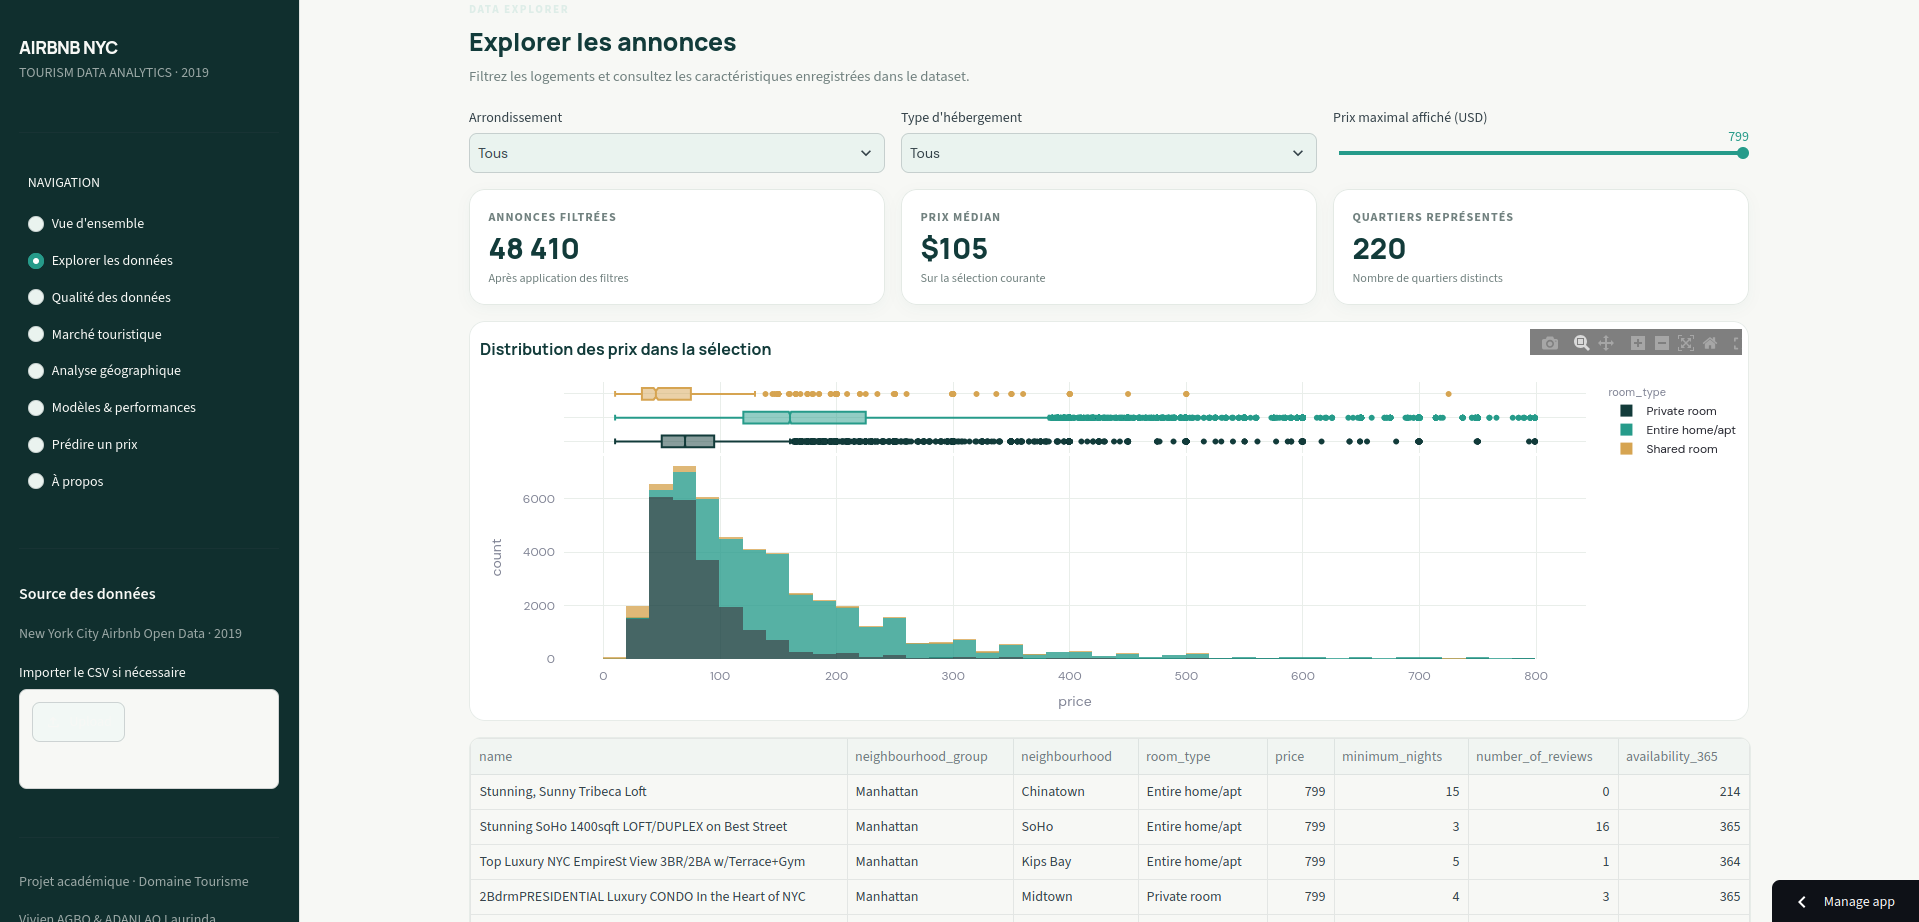 AIRBNB NYC
TOURISM DATA ANALYTICS · 2019
NAVIGATION
Vue d'ensemble
Explorer les données
Qualité des données
Marché touristique
Analyse géographique
Modèles & performances
Prédire un prix
À propos
Source des données
New York City Airbnb Open Data · 2019
Importer le CSV si nécessaire
Projet académique · Domaine Tourisme
Vivien AGBO & ADANLAO Laurinda
DATA EXPLORER
Explorer les annonces
Filtrez les logements et consultez les caractéristiques enregistrées dans le dataset.
Arrondissement
Tous
Type d'hébergement
Tous
Prix maximal affiché (USD)
799
ANNONCES FILTRÉES
48 410
Après application des filtres
PRIX MÉDIAN
$105
Sur la sélection courante
QUARTIERS REPRÉSENTÉS
220
Nombre de quartiers distincts
Distribution des prix dans la sélection
room_type
Private room
Entire home/apt
Shared room
count
6000
4000
2000
0
0 100 200 300 400 500 600 700 800
price
name neighbourhood_group neighbourhood room_type price minimum_nights number_of_reviews availability_365
Stunning, Sunny Tribeca Loft Manhattan Chinatown Entire home/apt 799 15 0 214
Stunning SoHo 1400sqft LOFT/DUPLEX on Best Street Manhattan SoHo Entire home/apt 799 3 16 365
Top Luxury NYC EmpireSt View 3BR/2BA w/Terrace+Gym Manhattan Kips Bay Entire home/apt 799 5 1 364
2BdrmPRESIDENTIAL Luxury CONDO In the Heart of NYC Manhattan Midtown Private room 799 4 3 365
Manage app